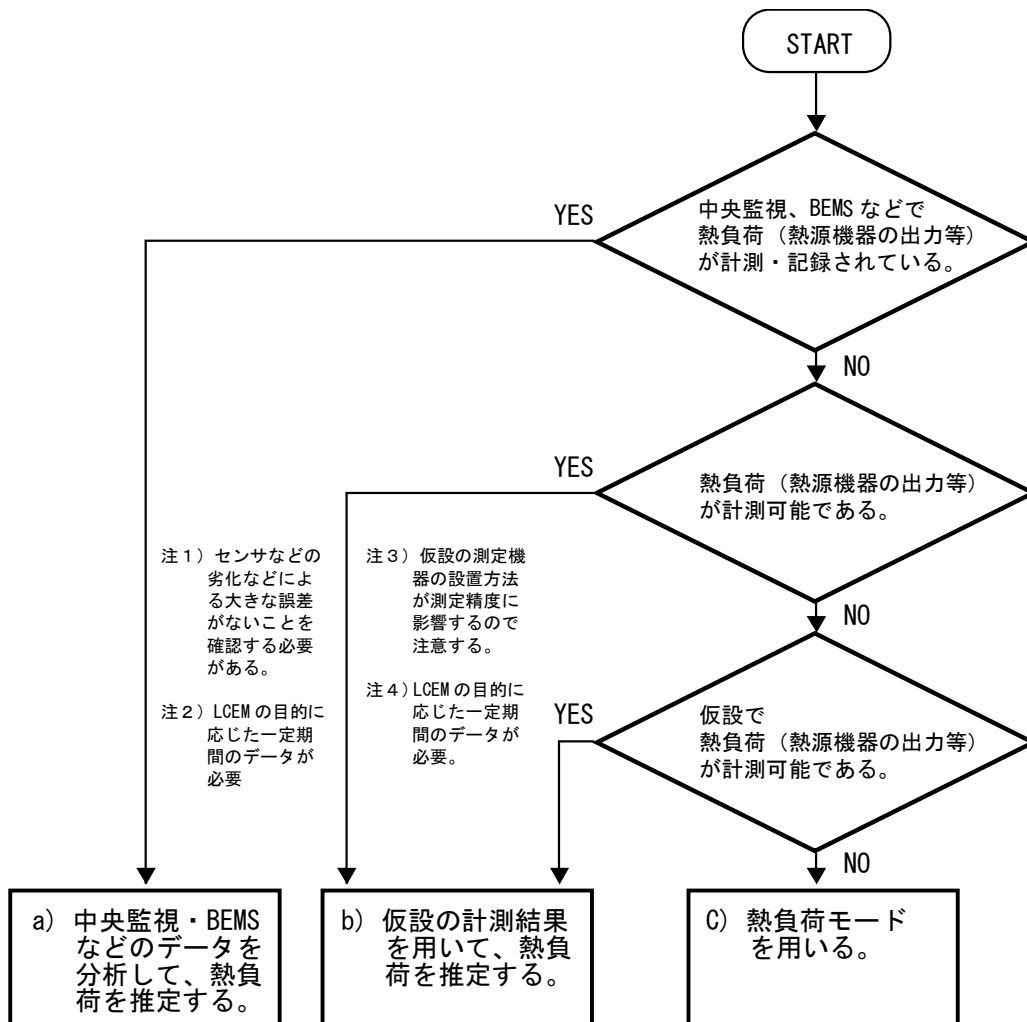 START
中央監視、BEMS などで
熱負荷（熱源機器の出力等）
が計測・記録されている。
YES
NO
熱負荷（熱源機器の出力等）
が計測可能である。
YES
NO
注１）センサなどの
劣化などによ
る大きな誤差
がないことを
確認する必要
がある。
注２）LCEM の目的に
応じた一定期
間のデータが
必要
注３）仮設の測定機
器の設置方法
が測定精度に
影響するので
注意する。
注４）LCEM の目的に
応じた一定期
間のデータが
必要。
仮設で
熱負荷（熱源機器の出力等）
が計測可能である。
YES
NO
a) 中央監視・BEMS
などのデータを
分析して、熱負
荷を推定する。
b) 仮設の計測結果
を用いて、熱負
荷を推定する。
C) 熱負荷モード
を用いる。